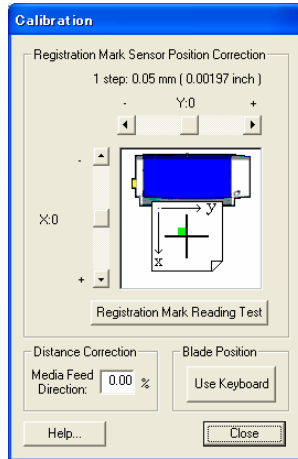 Calibration
Registration Mark Sensor Position Correction
1 step: 0.05 mm ( 0.00197 inch )
- Y:0 +
-
X:0
+
y
x
Registration Mark Reading Test
Distance Correction
Media Feed
Direction: 0.00 %
Blade Position
Use Keyboard
Help... Close